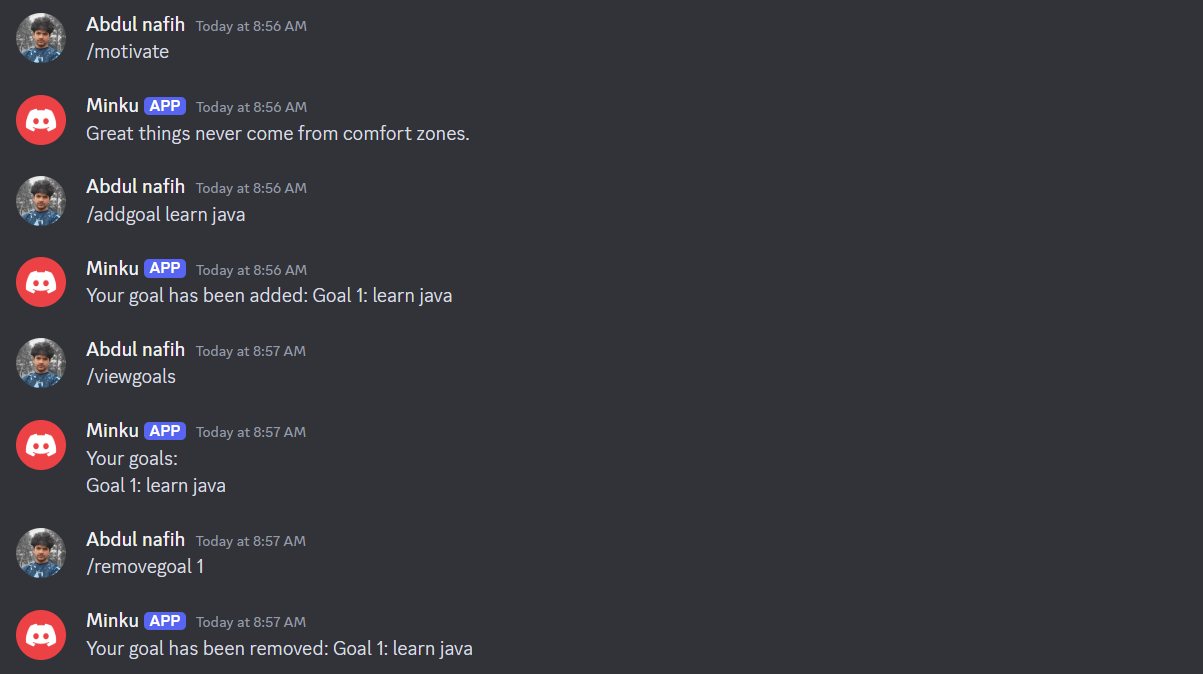 Abdul nafih Today at 8:56 AM
/motivate
Minku APP Today at 8:56 AM
Great things never come from comfort zones.
Abdul nafih Today at 8:56 AM
/addgoal learn java
Minku APP Today at 8:56 AM
Your goal has been added: Goal 1: learn java
Abdul nafih Today at 8:57 AM
/viewgoals
Minku APP Today at 8:57 AM
Your goals:
Goal 1: learn java
Abdul nafih Today at 8:57 AM
/removegoal 1
Minku APP Today at 8:57 AM
Your goal has been removed: Goal 1: learn java